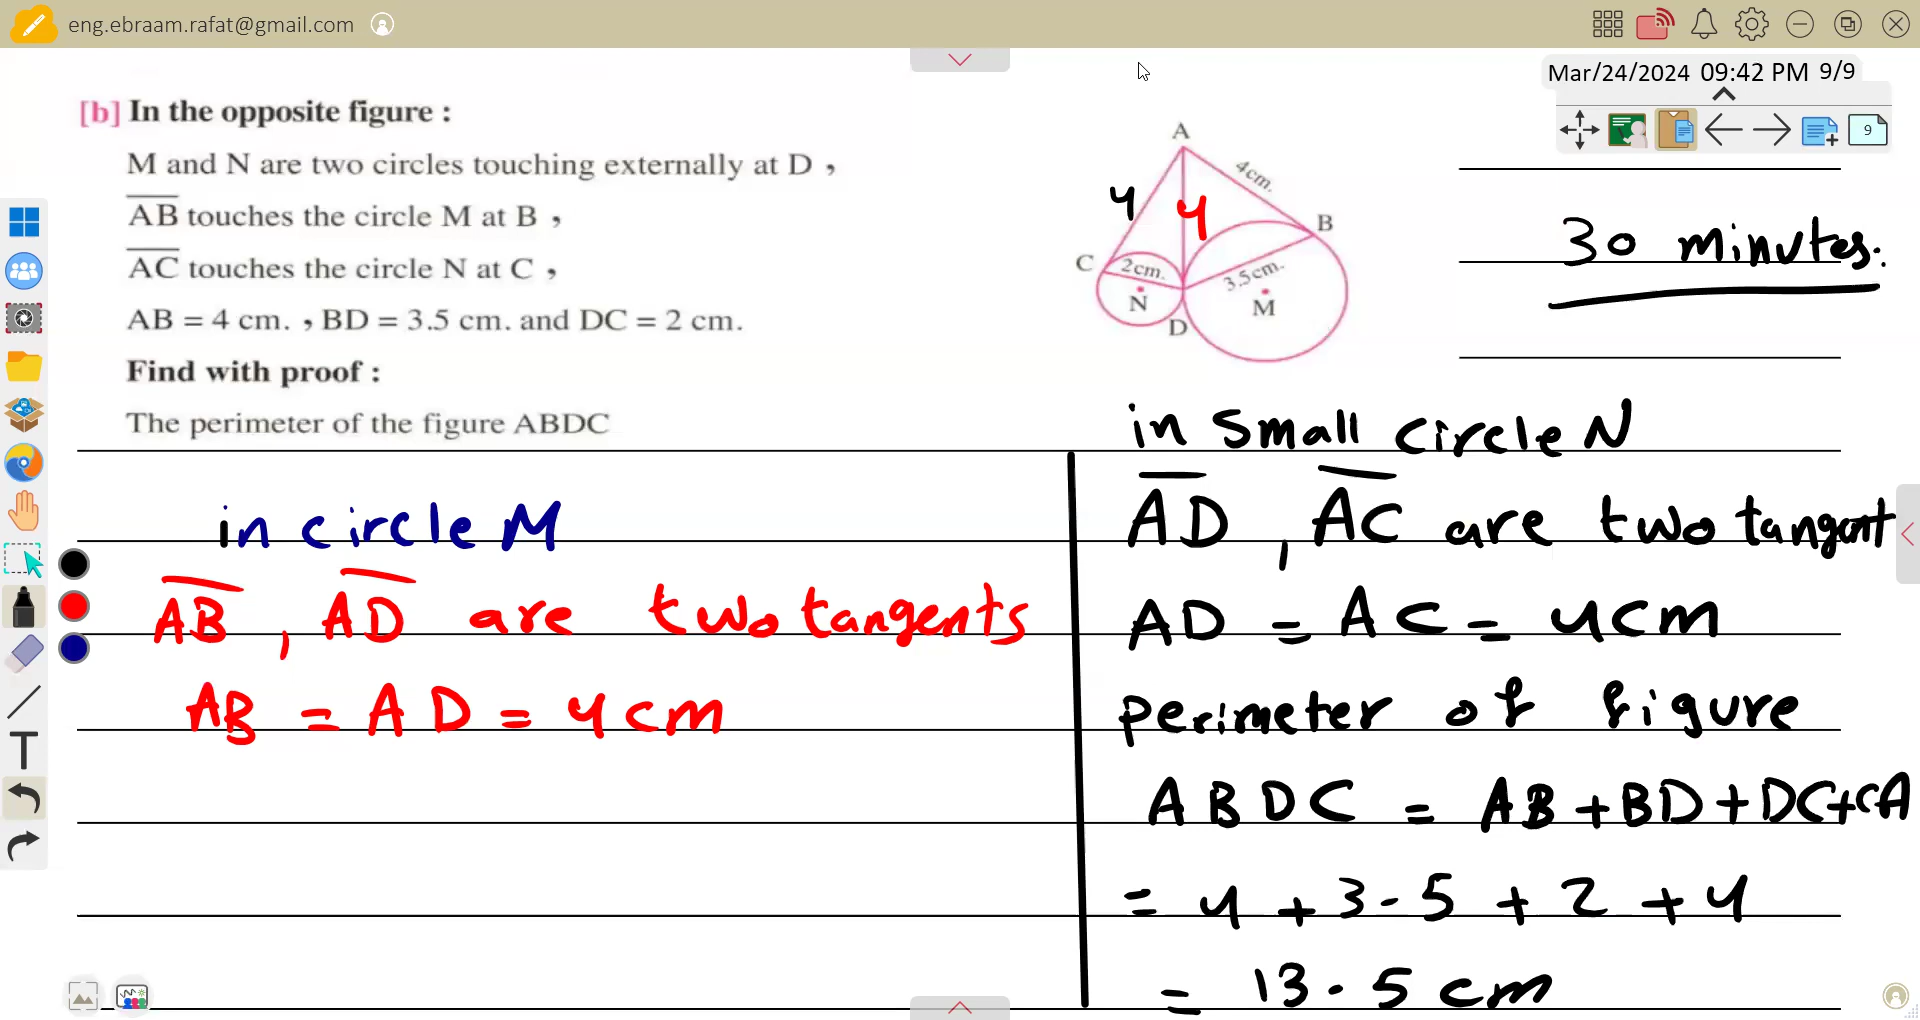 eng.ebraam.rafat@gmail.com
Mar/24/2024 09:42 PM 9/9
9
[b] In the opposite figure :
M and N are two circles touching externally at D ,
AB touches the circle M at B ,
AC touches the circle N at C ,
AB = 4 cm. , BD = 3.5 cm. and DC = 2 cm.
Find with proof :
The perimeter of the figure ABDC
A
4cm.
4
4
B
C
2cm.
3.5cm.
N
M
D
30 minutes.
in circle M
AB , AD are two tangents
AB = AD = 4 cm
in small circle N
AD , AC are two tangent
AD = AC = 4 cm
perimeter of figure
ABDC = AB + BD + DC + CA
= 4 + 3.5 + 2 + 4
= 13.5 cm
T